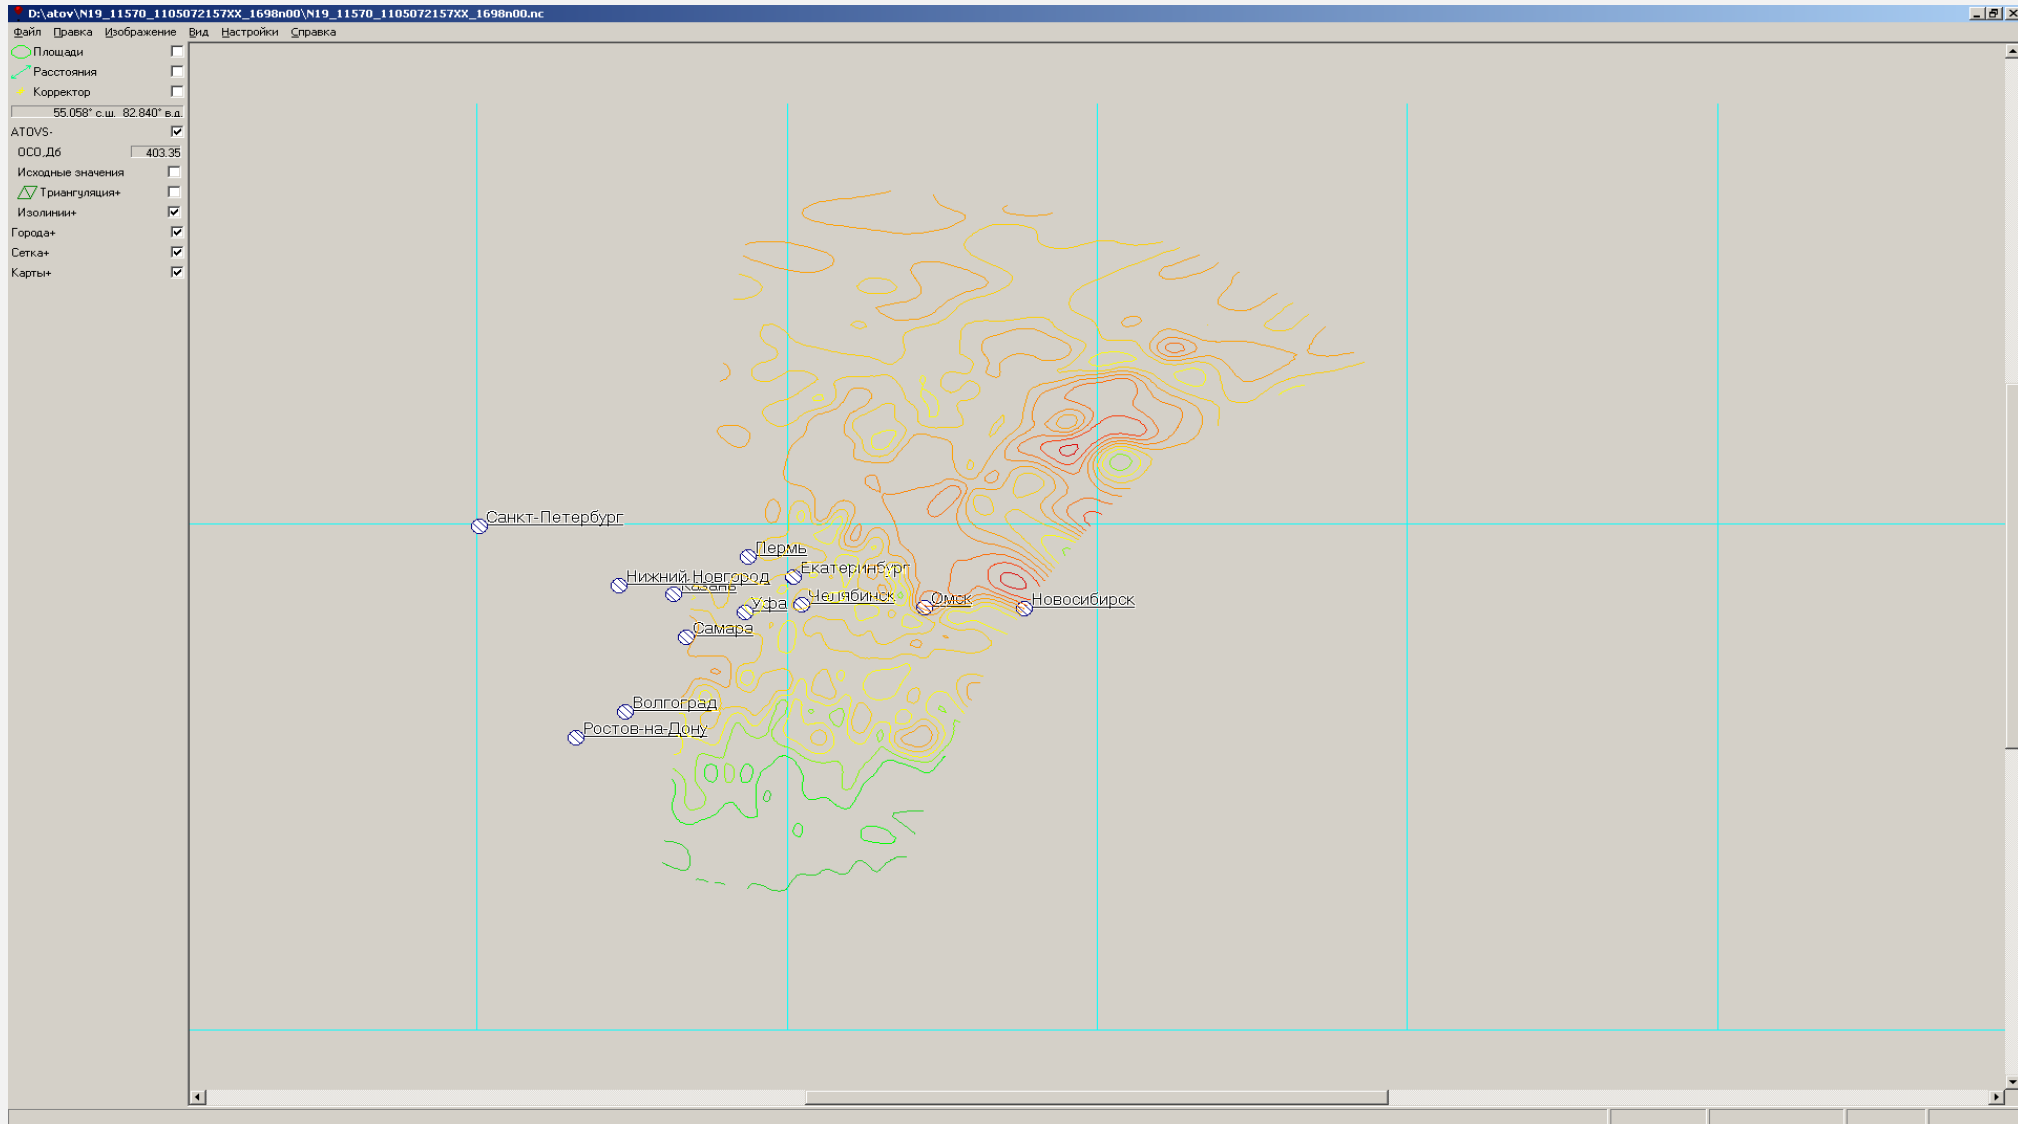 D:\atov\N19_11570_1105072157XX_1698n00\N19_11570_1105072157XX_1698n00.nc
Файл Правка Изображение Вид Настройки Справка
Площади
Расстояния
Корректор
55.058° с.ш. 82.840° в.д.
ATOVS-
ОСО,Дб 403.35
Исходные значения
Триангуляция+
Изолинии+
Города+
Сетка+
Карты+
Санкт-Петербург
Пермь
Екатеринбург
Нижний Новгород
Казань
Челябинск
Уфа
Омск
Новосибирск
Самара
Волгоград
Ростов-на-Дону